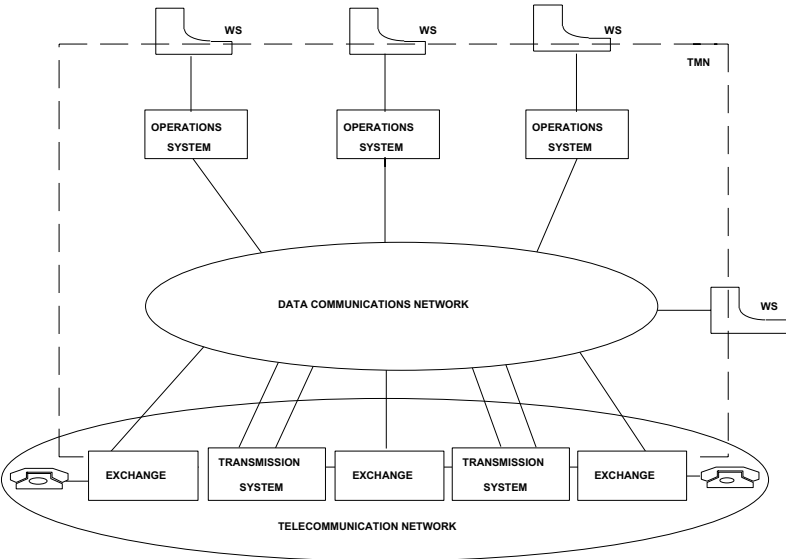 WS
WS
WS
TMN
OPERATIONS
SYSTEM
OPERATIONS
SYSTEM
OPERATIONS
SYSTEM
DATA COMMUNICATIONS NETWORK
WS
EXCHANGE
TRANSMISSION
SYSTEM
EXCHANGE
TRANSMISSION
SYSTEM
EXCHANGE
TELECOMMUNICATION NETWORK